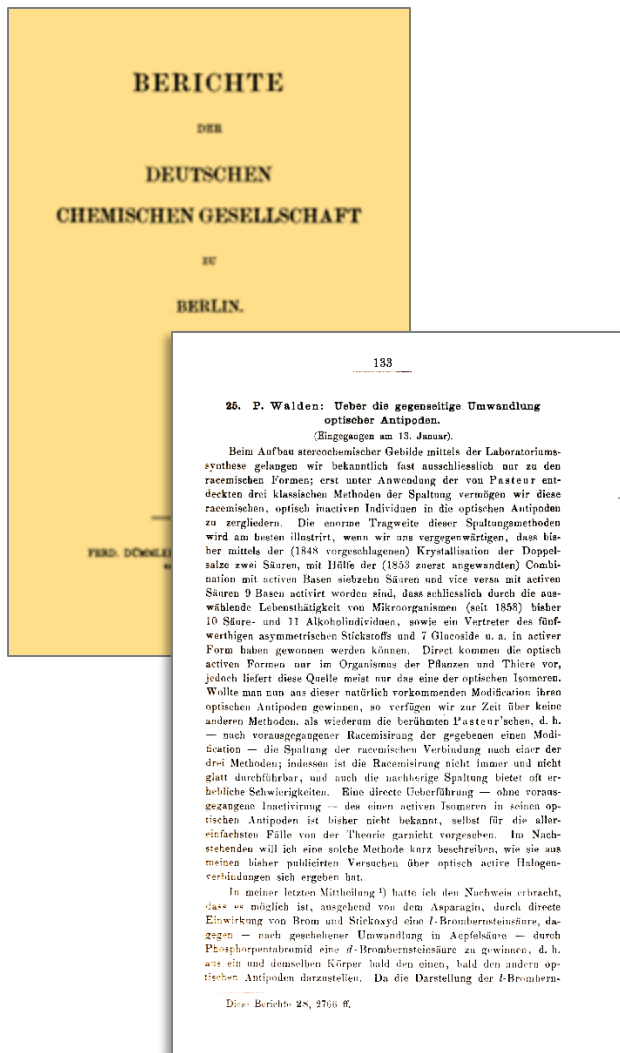 BERICHTE
DER
DEUTSCHEN
CHEMISCHEN GESELLSCHAFT
ZU
BERLIN.
FERD.
133
25. P. Walden: Ueber die gegenseitige Umwandlung
optischer Antipoden.
(Eingegangen am 13. Januar).
Beim Aufbau stereochemischer Gebilde mittels der Laboratoriums-
synthese gelangen wir bekanntlich fast ausschliesslich nur zu den
racemischen Formen; erst unter Anwendung der von Pasteur ent-
deckten drei klassischen Methoden der Spaltung vermögen wir diese
racemischen, optisch inactiven Individuen in die optischen Antipoden
zu zergliedern. Die enorme Tragweite dieser Spaltungsmethoden
wird am besten illustrirt, wenn wir uns vergegenwärtigen, dass bis-
her mittels der (1848 vorgeschlagenen) Krystallisation der Doppel-
salze zwei Säuren, mit Hülfe der (1853 zuerst angewandten) Combi-
nation mit activen Basen siebzehn Säuren und vice versa mit activen
Säuren 9 Basen activirt worden sind, dass schliesslich durch die aus-
wählende Lebensthätigkeit von Mikroorganismen (seit 1858) bisher
10 Säure- und 11 Alkoholindividuen, sowie ein Vertreter des fünf-
werthigen asymmetrischen Stickstoffs und 7 Glucoside u. a. in activer
Form haben gewonnen werden können. Direct kommen die optisch
activen Formen nur im Organismus der Pflanzen und Thiere vor,
jedoch liefert diese Quelle meist nur das eine der optischen Isomeren.
Wollte man nun aus dieser natürlich vorkommenden Modification ihren
optischen Antipoden gewinnen, so verfügen wir zur Zeit über keine
anderen Methoden, als wiederum die berühmten Pasteur'schen, d. h.
— nach vorausgegangener Racemisirung der gegebenen einen Modi-
fication — die Spaltung der racemischen Verbindung nach einer der
drei Methoden; indessen ist die Racemisirung nicht immer und nicht
glatt durchführbar, und auch die nachherige Spaltung bietet oft er-
hebliche Schwierigkeiten. Eine directe Ueberführung — ohne voraus-
gegangene Inactivirung — des einen activen Isomeren in seinen op-
tischen Antipoden ist bisher nicht bekannt, selbst für die aller-
einfachsten Fälle von der Theorie garnicht vorgesehen. Im Nach-
stehenden will ich eine solche Methode kurz beschreiben, wie sie aus
meinen bisher publicirten Versuchen über optisch active Halogen-
verbindungen sich ergeben hat.
In meiner letzten Mittheilung ¹) hatte ich den Nachweis erbracht,
dass es möglich ist, ausgehend von dem Asparagin, durch directe
Einwirkung von Brom und Stickoxyd eine l-Brombernsteinsäure, da-
gegen — nach geschehener Umwandlung in Aepfelsäure — durch
Phosphorpentabromid eine d-Brombernsteinsäure zu gewinnen, d. h.
aus ein und demselben Körper bald den einen, bald den andern op-
tischen Antipoden darzustellen. Da die Darstellung der l-Brombern-
Diese Berichte 28, 2766 ff.